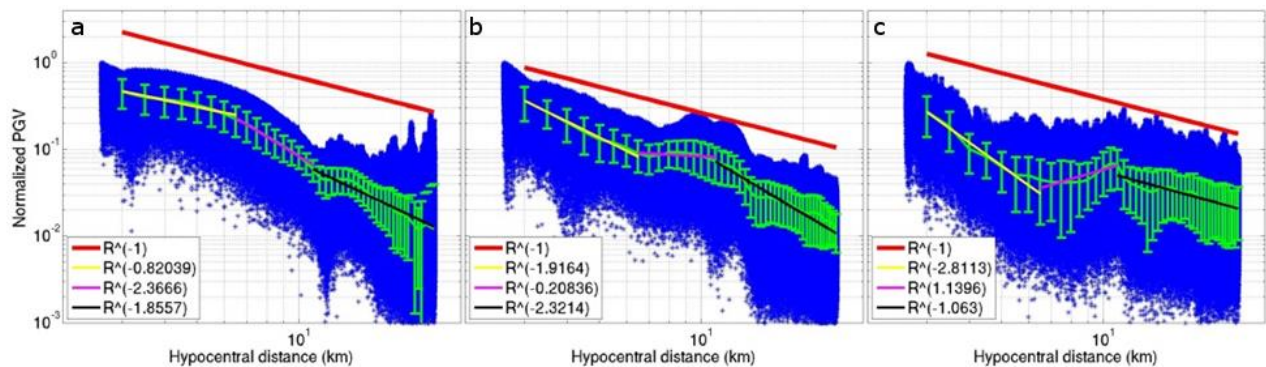 a
b
c
Normalized PGV
10^0
10^-1
10^-2
10^-3
R^(-1)
R^(-0.82039)
R^(-2.3666)
R^(-1.8557)
10^1
Hypocentral distance (km)
R^(-1)
R^(-1.9164)
R^(-0.20836)
R^(-2.3214)
10^1
Hypocentral distance (km)
R^(-1)
R^(-2.8113)
R^(1.1396)
R^(-1.063)
10^1
Hypocentral distance (km)